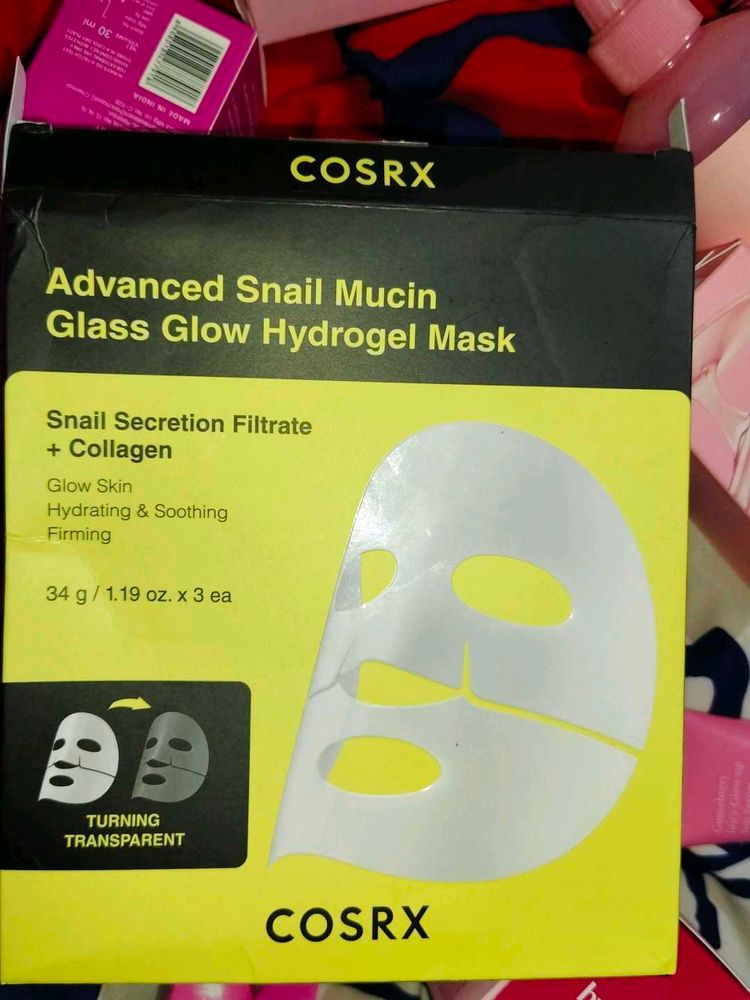 30 ml
MADE IN INDIA
COSRX
Advanced Snail Mucin
Glass Glow Hydrogel Mask
Snail Secretion Filtrate
+ Collagen
Glow Skin
Hydrating & Soothing
Firming
34 g / 1.19 oz. x 3 ea
TURNING
TRANSPARENT
COSRX